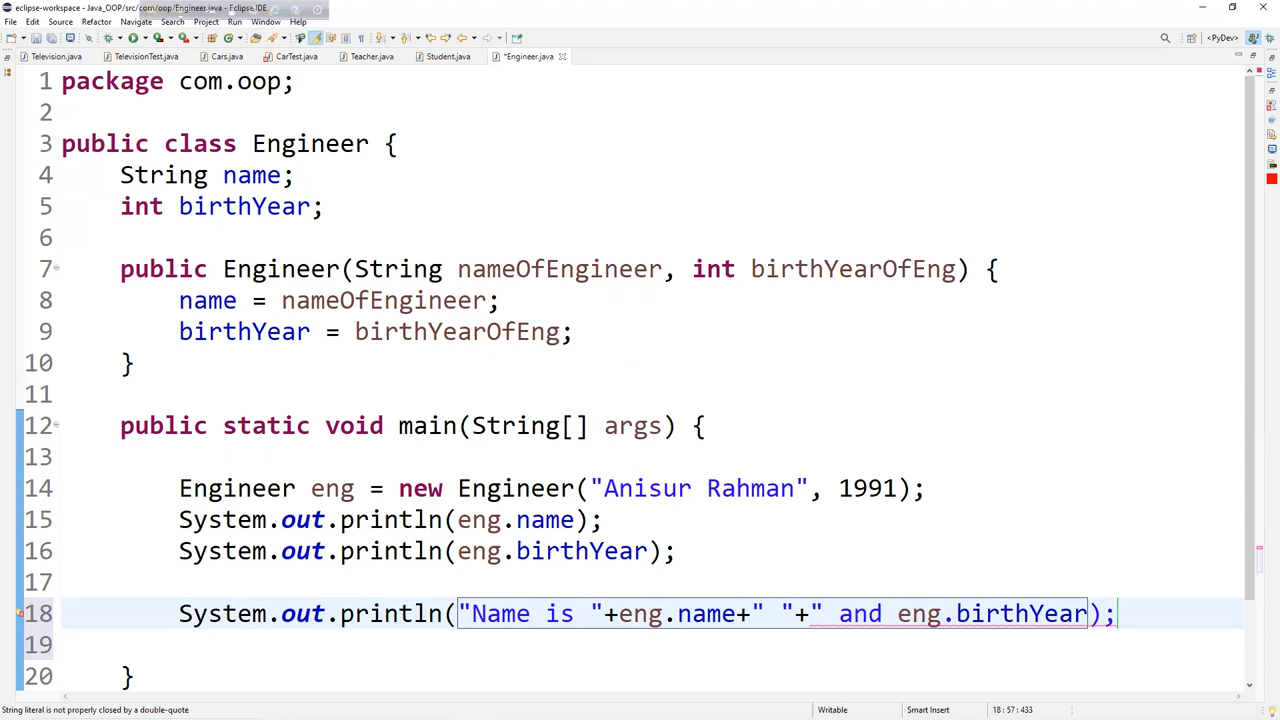 eclipse-workspace - Java_OOP/src/com/oop/Engineer.java - Eclipse IDE
File Edit Source Refactor Navigate Search Project Run Window Help
<PyDev>
Television.java TelevisionTest.java Cars.java CarTest.java Teacher.java Student.java *Engineer.java
1 package com.oop;
2
3 public class Engineer {
4 String name;
5 int birthYear;
6
7 public Engineer(String nameOfEngineer, int birthYearOfEng) {
8 name = nameOfEngineer;
9 birthYear = birthYearOfEng;
10 }
11
12 public static void main(String[] args) {
13
14 Engineer eng = new Engineer("Anisur Rahman", 1991);
15 System.out.println(eng.name);
16 System.out.println(eng.birthYear);
17
18 System.out.println("Name is "+eng.name+" "+" and eng.birthYear);
19
20 }
String literal is not properly closed by a double-quote Writable Smart Insert 18 : 57 : 433